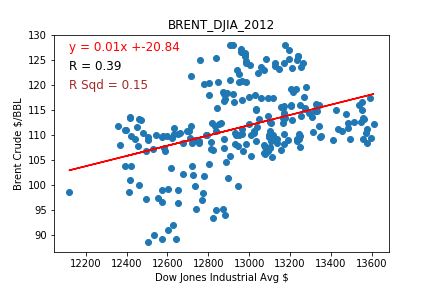 BRENT_DJIA_2012
y = 0.01x +-20.84
R = 0.39
R Sqd = 0.15
Brent Crude $/BBL
130
125
120
115
110
105
100
95
90
12200 12400 12600 12800 13000 13200 13400 13600
Dow Jones Industrial Avg $